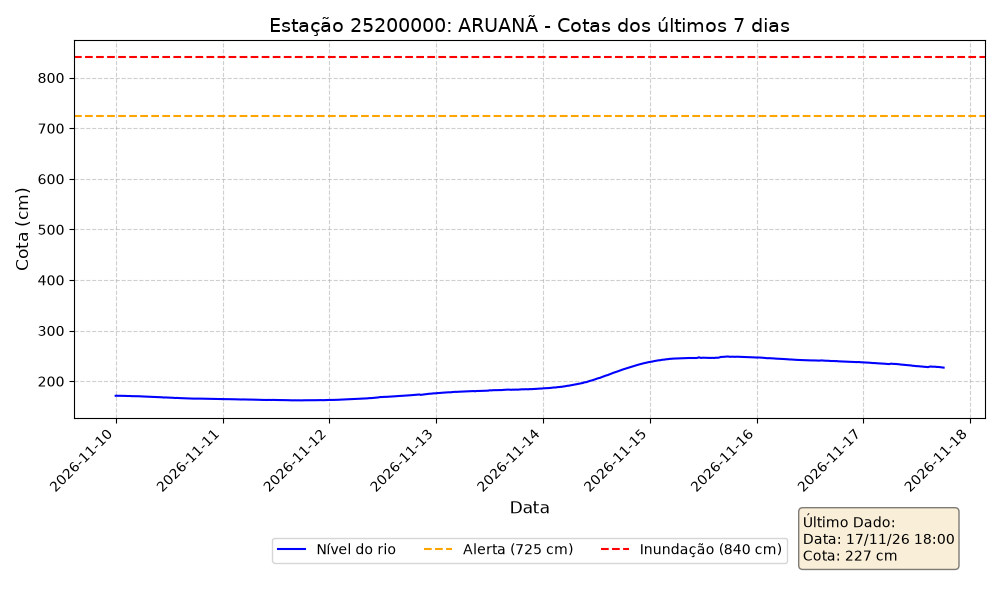 Estação 25200000: ARUANÃ - Cotas dos últimos 7 dias
Cota (cm)
800
700
600
500
400
300
200
2026-11-10
2026-11-11
2026-11-12
2026-11-13
2026-11-14
2026-11-15
2026-11-16
2026-11-17
2026-11-18
Data
Nível do rio
Alerta (725 cm)
Inundação (840 cm)
Último Dado:
Data: 17/11/26 18:00
Cota: 227 cm